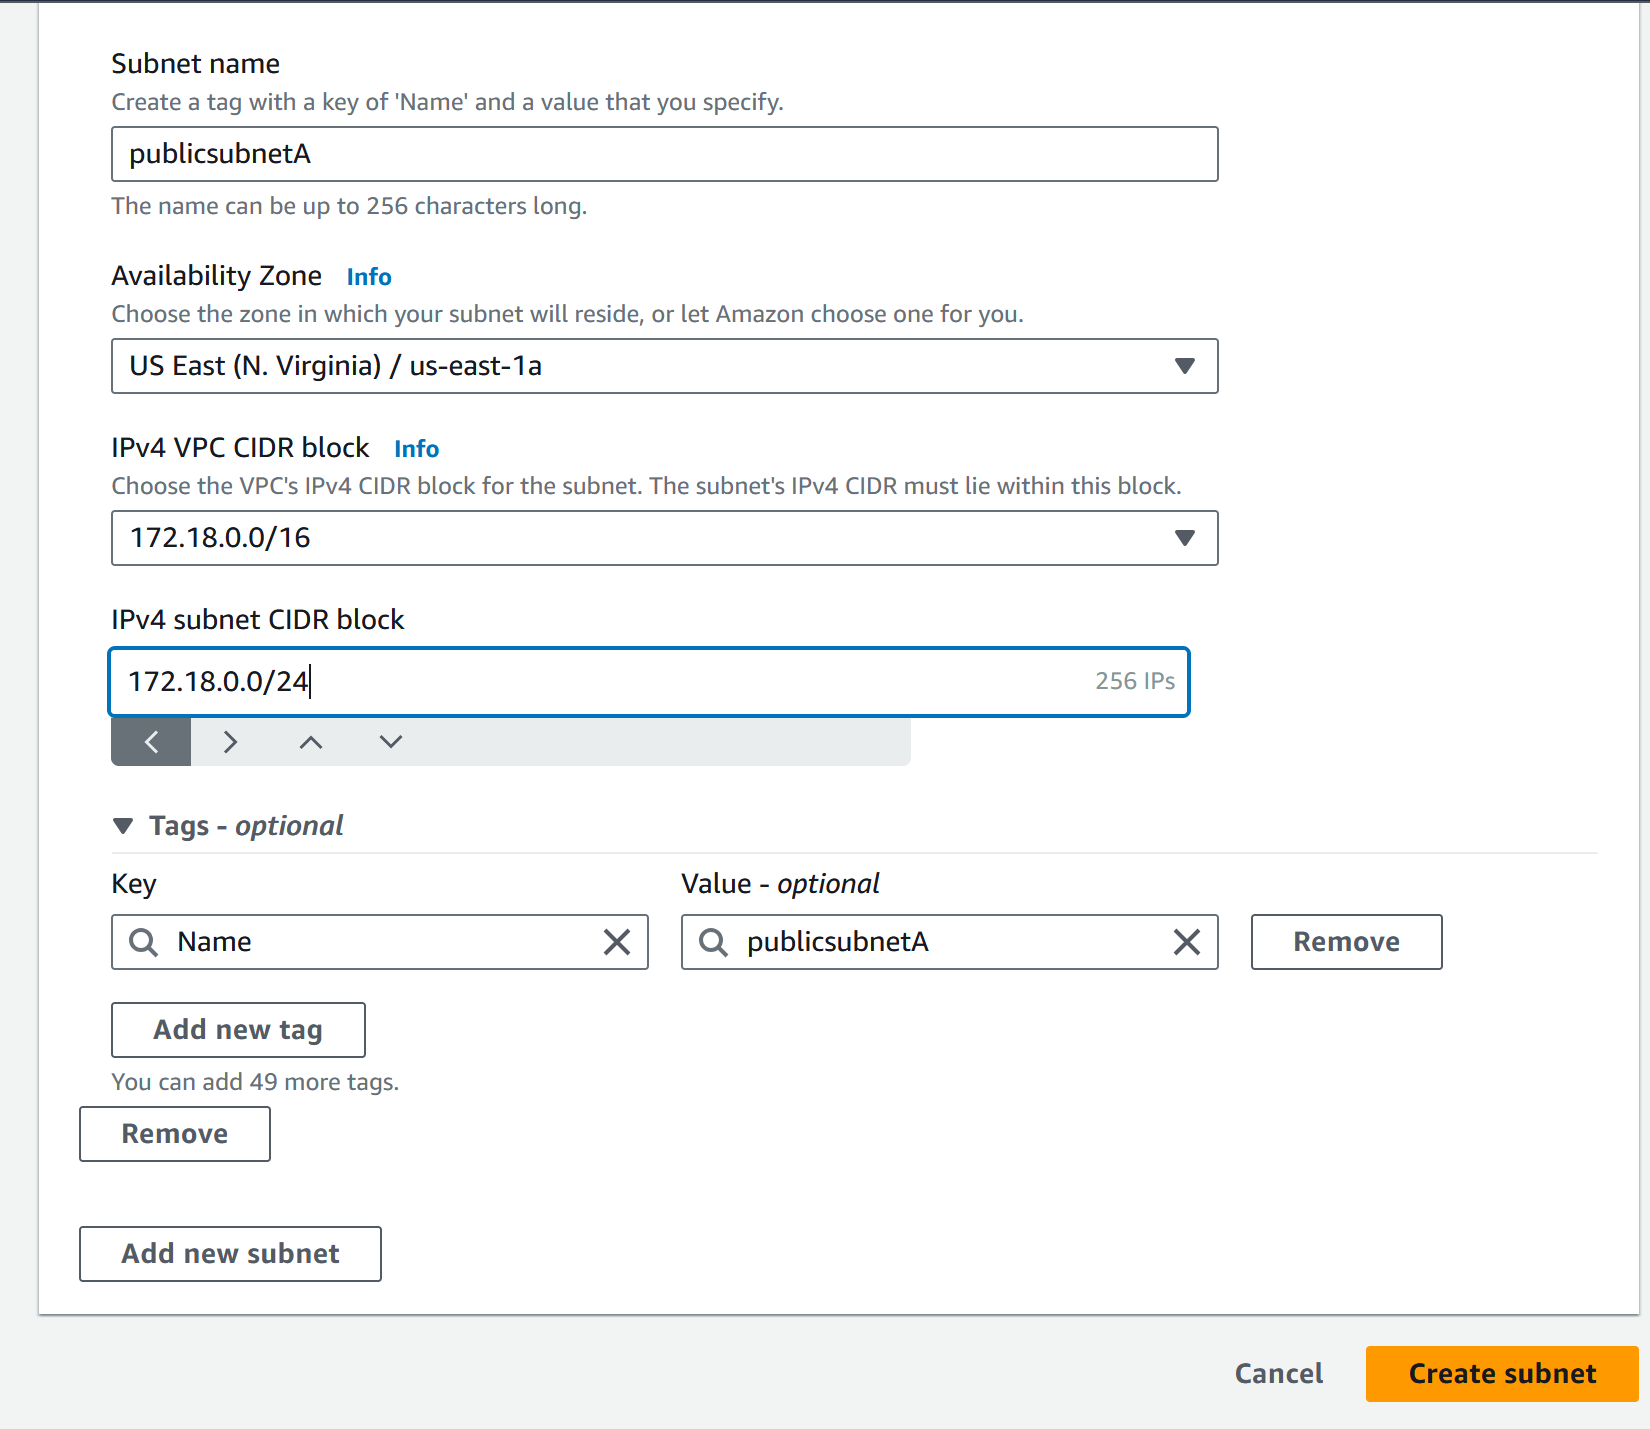 Subnet name
Create a tag with a key of 'Name' and a value that you specify.
publicsubnetA
The name can be up to 256 characters long.
Availability Zone Info
Choose the zone in which your subnet will reside, or let Amazon choose one for you.
US East (N. Virginia) / us-east-1a
IPv4 VPC CIDR block Info
Choose the VPC's IPv4 CIDR block for the subnet. The subnet's IPv4 CIDR must lie within this block.
172.18.0.0/16
IPv4 subnet CIDR block
172.18.0.0/24 256 IPs
Tags - optional
Key Value - optional
Name publicsubnetA Remove
Add new tag
You can add 49 more tags.
Remove
Add new subnet
Cancel Create subnet